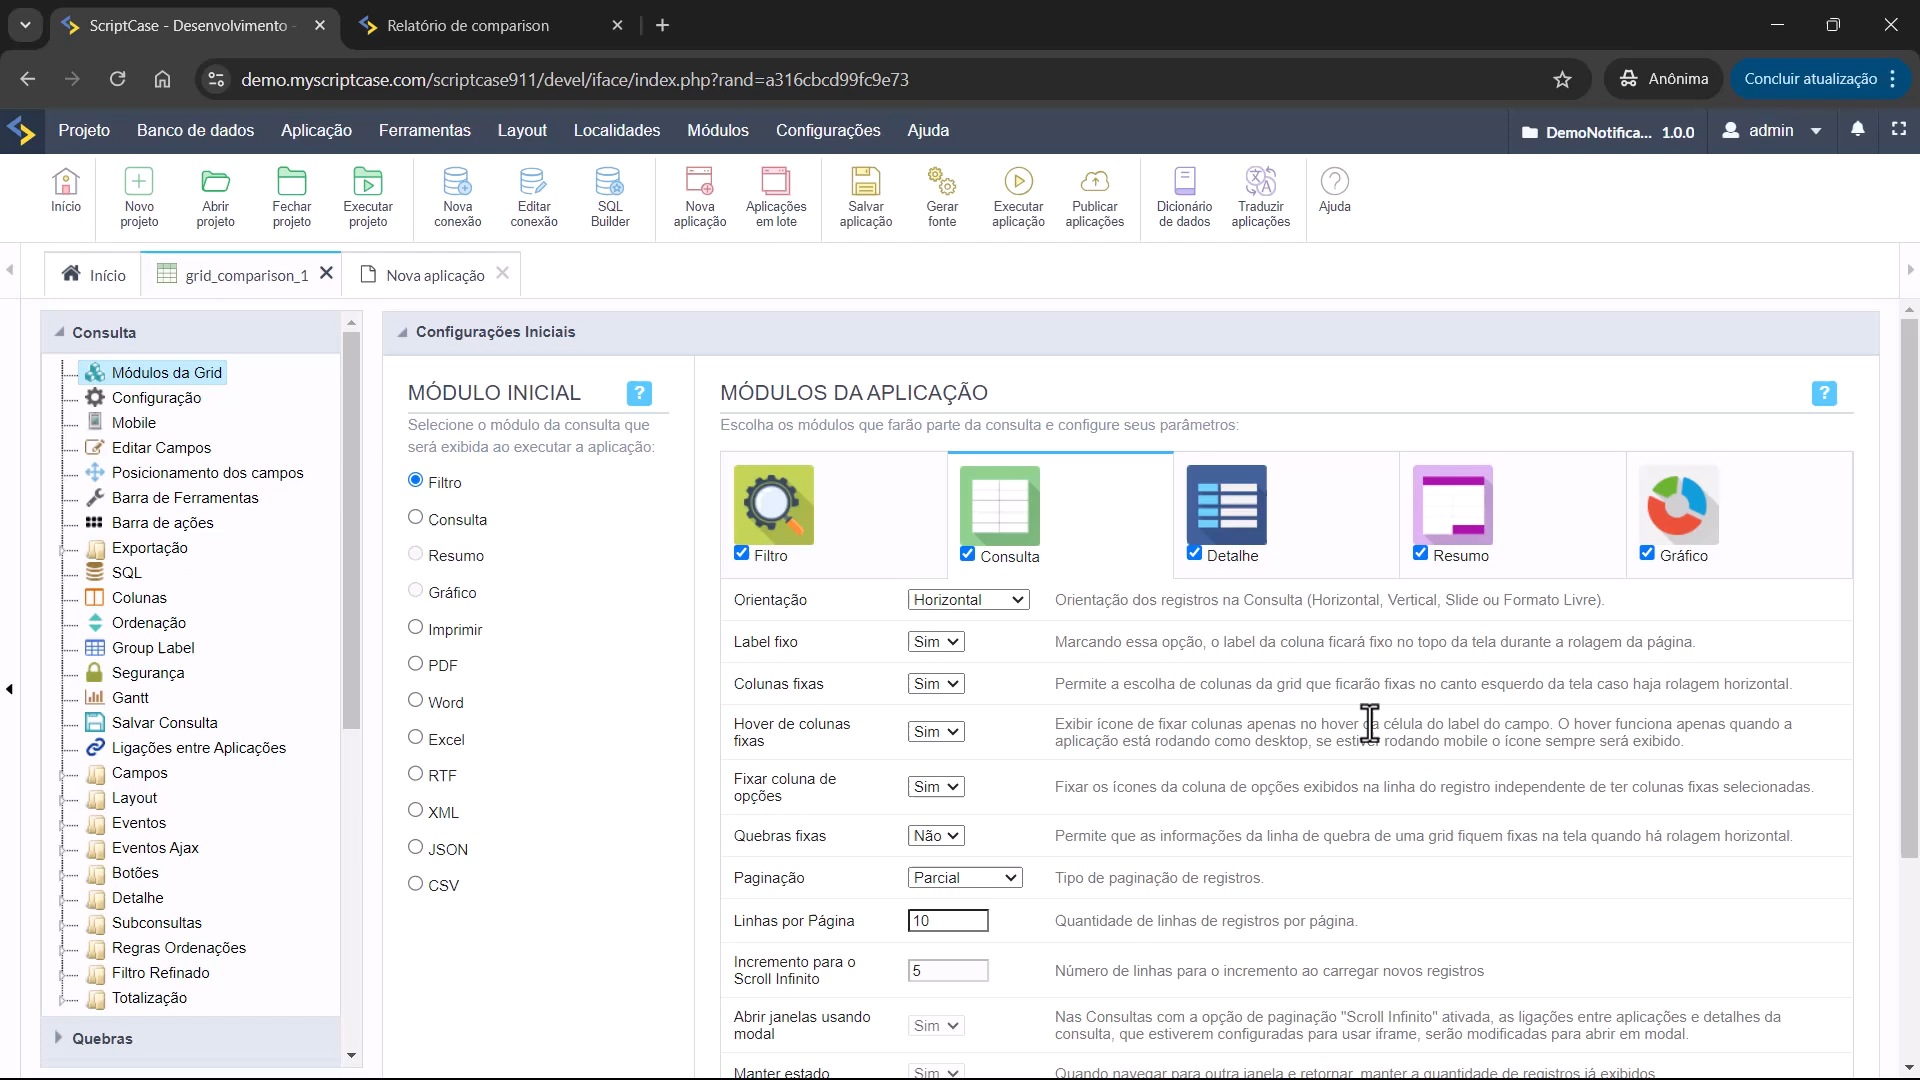 ScriptCase - Desenvolvimento -
Relatório de comparison
demo.myscriptcase.com/scriptcase911/devel/iface/index.php?rand=a316cbcd99fc9e73
Anônima
Concluir atualização
Projeto Banco de dados Aplicação Ferramentas Layout Localidades Módulos Configurações Ajuda
DemoNotifica... 1.0.0
admin
Início
Novo projeto
Abrir projeto
Fechar projeto
Executar projeto
Nova conexão
Editar conexão
SQL Builder
Nova aplicação
Aplicações em lote
Salvar aplicação
Gerar fonte
Executar aplicação
Publicar aplicações
Dicionário de dados
Traduzir aplicações
Ajuda
Início
grid_comparison_1
Nova aplicação
Consulta
Módulos da Grid
Configuração
Mobile
Editar Campos
Posicionamento dos campos
Barra de Ferramentas
Barra de ações
Exportação
SQL
Colunas
Ordenação
Group Label
Segurança
Gantt
Salvar Consulta
Ligações entre Aplicações
Campos
Layout
Eventos
Eventos Ajax
Botões
Detalhe
Subconsultas
Regras Ordenações
Filtro Refinado
Totalização
Quebras
Configurações Iniciais
MÓDULO INICIAL
?
Selecione o módulo da consulta que
será exibida ao executar a aplicação:
Filtro
Consulta
Resumo
Gráfico
Imprimir
PDF
Word
Excel
RTF
XML
JSON
CSV
MÓDULOS DA APLICAÇÃO
?
Escolha os módulos que farão parte da consulta e configure seus parâmetros:
Filtro
Consulta
Detalhe
Resumo
Gráfico
Orientação Horizontal Orientação dos registros na Consulta (Horizontal, Vertical, Slide ou Formato Livre).
Label fixo Sim Marcando essa opção, o label da coluna ficará fixo no topo da tela durante a rolagem da página.
Colunas fixas Sim Permite a escolha de colunas da grid que ficarão fixas no canto esquerdo da tela caso haja rolagem horizontal.
Hover de colunas
fixas
Sim
Exibir ícone de fixar colunas apenas no hover da célula do label do campo. O hover funciona apenas quando a
aplicação está rodando como desktop, se estiver rodando mobile o ícone sempre será exibido.
Fixar coluna de
opções
Sim
Fixar os ícones da coluna de opções exibidos na linha do registro independente de ter colunas fixas selecionadas.
Quebras fixas Não Permite que as informações da linha de quebra de uma grid fiquem fixas na tela quando há rolagem horizontal.
Paginação Parcial Tipo de paginação de registros.
Linhas por Página 10 Quantidade de linhas de registros por página.
Incremento para o
Scroll Infinito
5
Número de linhas para o incremento ao carregar novos registros
Abrir janelas usando
modal
Sim
Nas Consultas com a opção de paginação "Scroll Infinito" ativada, as ligações entre aplicações e detalhes da
consulta, que estiverem configuradas para usar iframe, serão modificadas para abrir em modal.
Manter estado Sim Quando navegar para outra janela e retornar, manter a quantidade de registros já exibidos